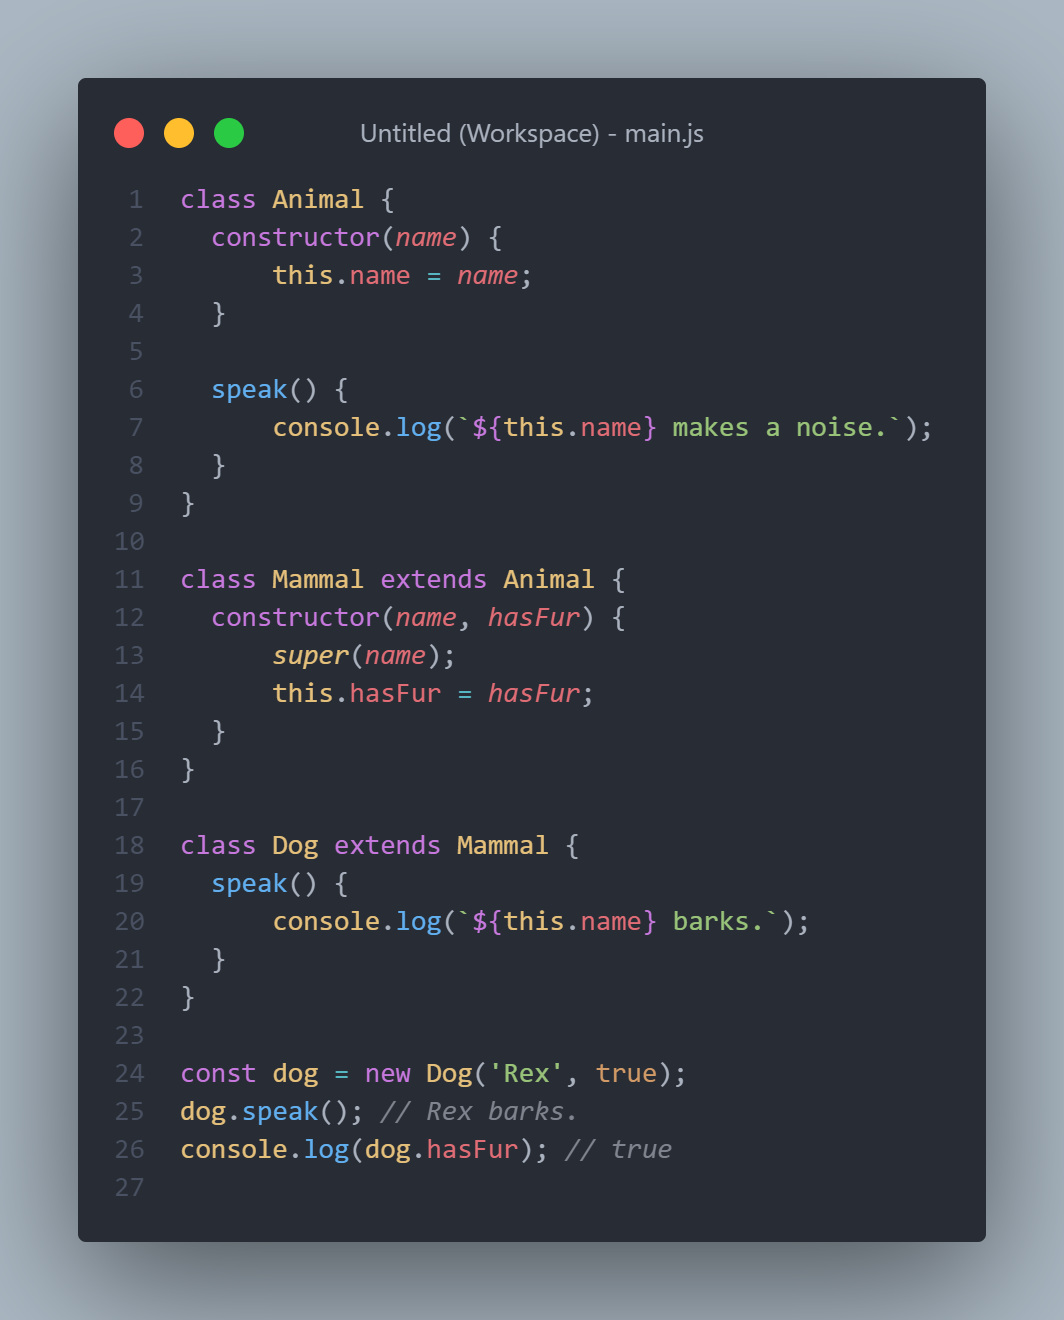 Untitled (Workspace) - main.js
1 class Animal {
2   constructor(name) {
3       this.name = name;
4   }
5
6   speak() {
7       console.log(`${this.name} makes a noise.`);
8   }
9 }
10
11 class Mammal extends Animal {
12   constructor(name, hasFur) {
13       super(name);
14       this.hasFur = hasFur;
15   }
16 }
17
18 class Dog extends Mammal {
19   speak() {
20       console.log(`${this.name} barks.`);
21   }
22 }
23
24 const dog = new Dog('Rex', true);
25 dog.speak(); // Rex barks.
26 console.log(dog.hasFur); // true
27